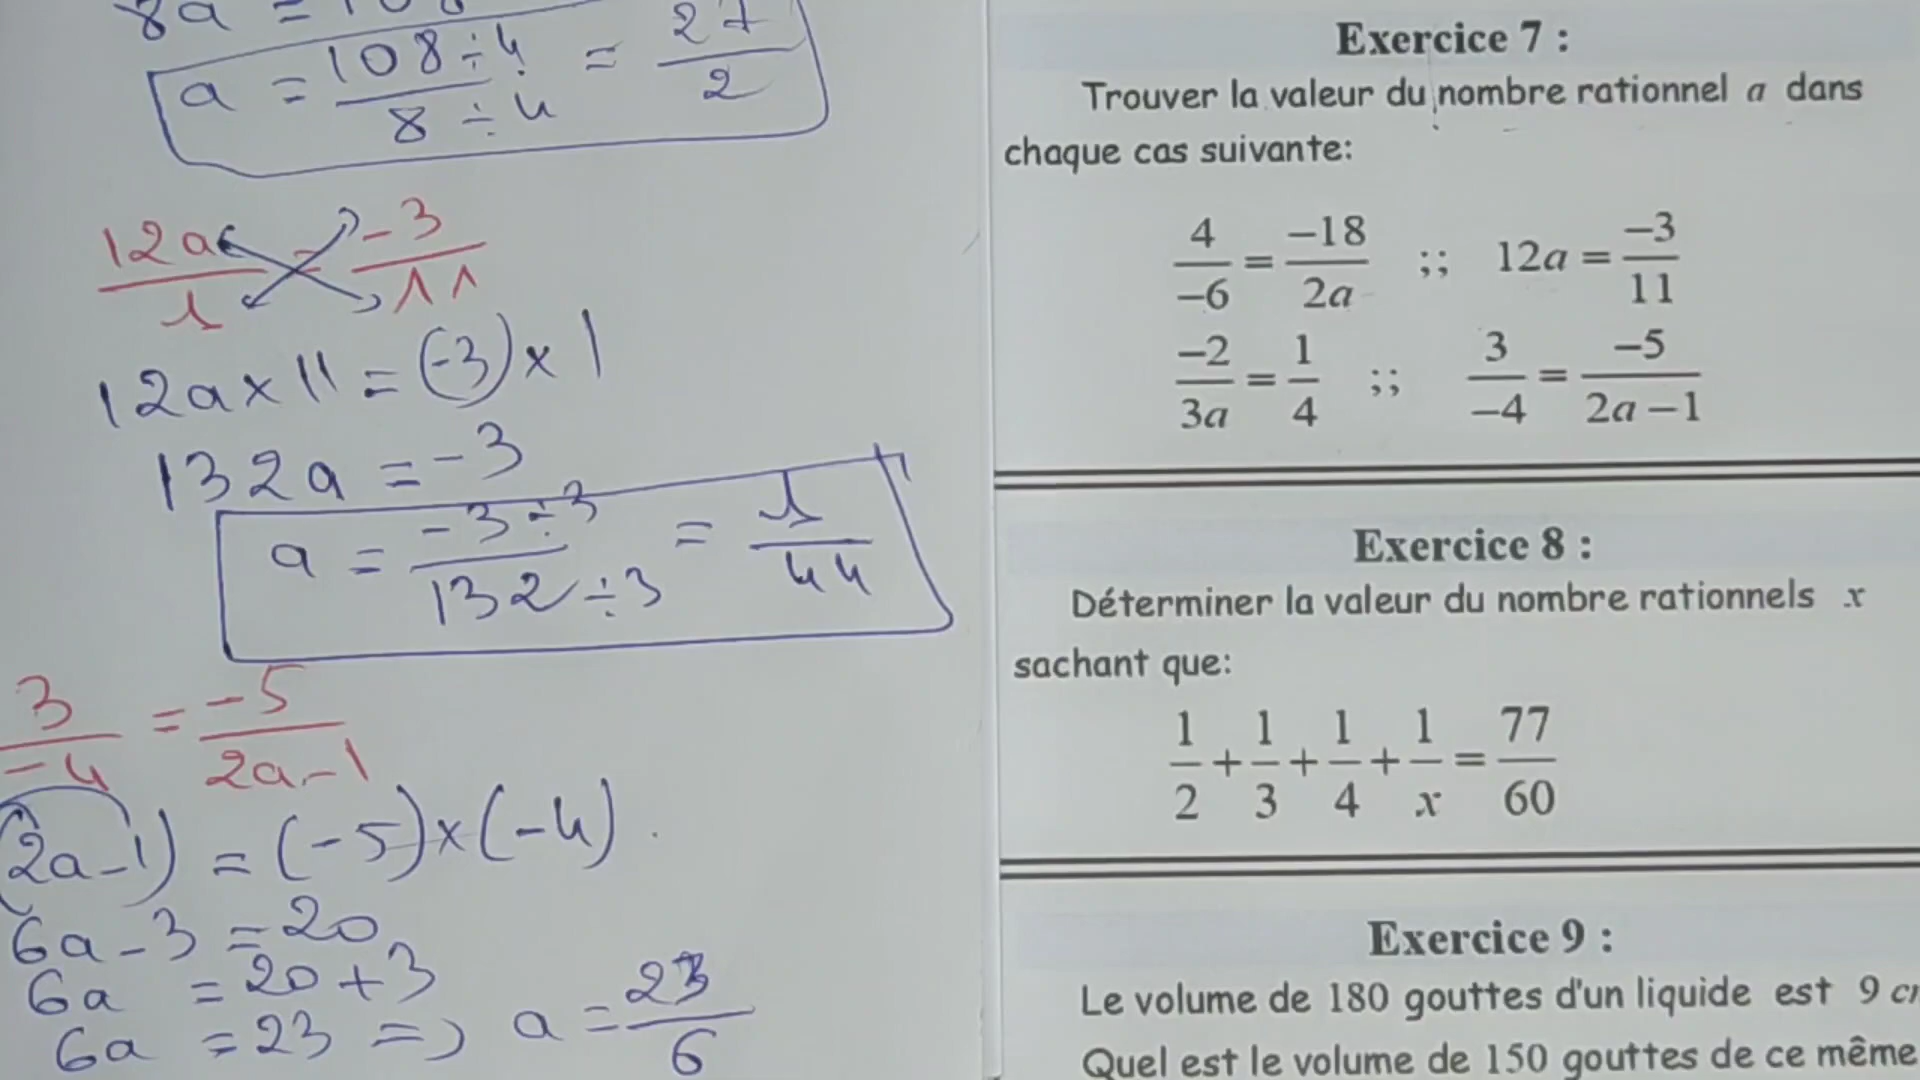 8a = 108
a = 108÷4 / 8÷4 = 27 / 2
12a / 1 = -3 / 11
12a × 11 = (-3) × 1
132a = -3
a = -3÷3 / 132÷3 = 1 / 44
3 / -4 = -5 / 2a-1
(2a-1) = (-5)×(-4)
6a - 3 = 20
6a = 20+3
6a = 23 => a = 23 / 6
Exercice 7 :
Trouver la valeur du nombre rationnel a dans
chaque cas suivante:
4/-6 = -18/2a ;; 12a = -3/11
-2/3a = 1/4 ;; 3/-4 = -5/2a-1
Exercice 8 :
Déterminer la valeur du nombre rationnels x
sachant que:
1/2 + 1/3 + 1/4 + 1/x = 77/60
Exercice 9 :
Le volume de 180 gouttes d'un liquide est 9
Quel est le volume de 150 gouttes de ce même